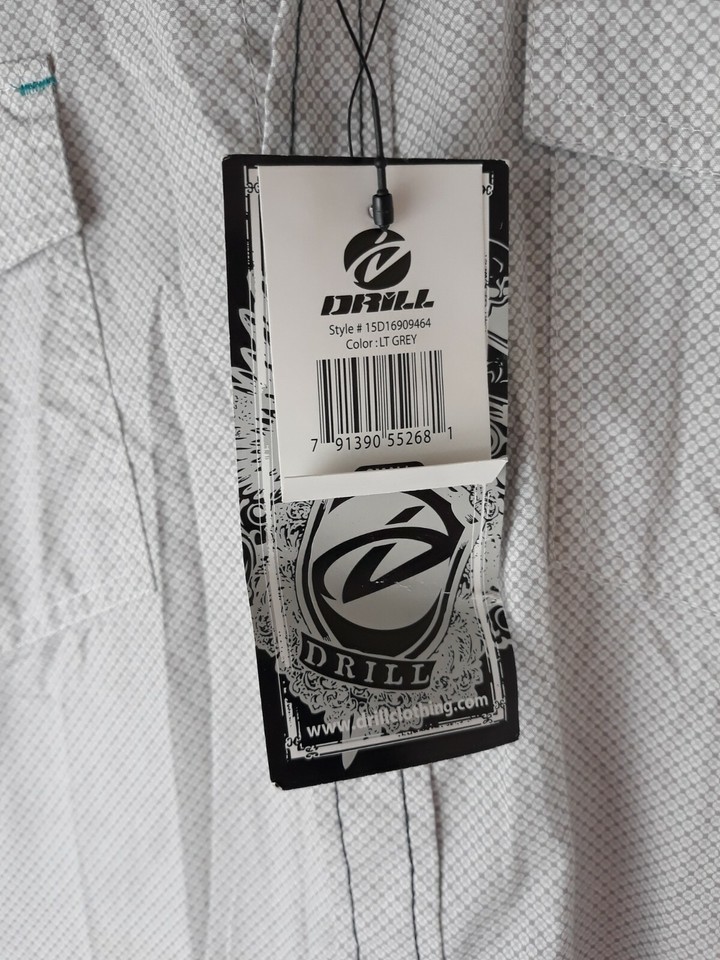 DRILL
Style # 15D16909464
Color : LT GREY
7 91390 55268 1
DRILL
www.drillclothing.com